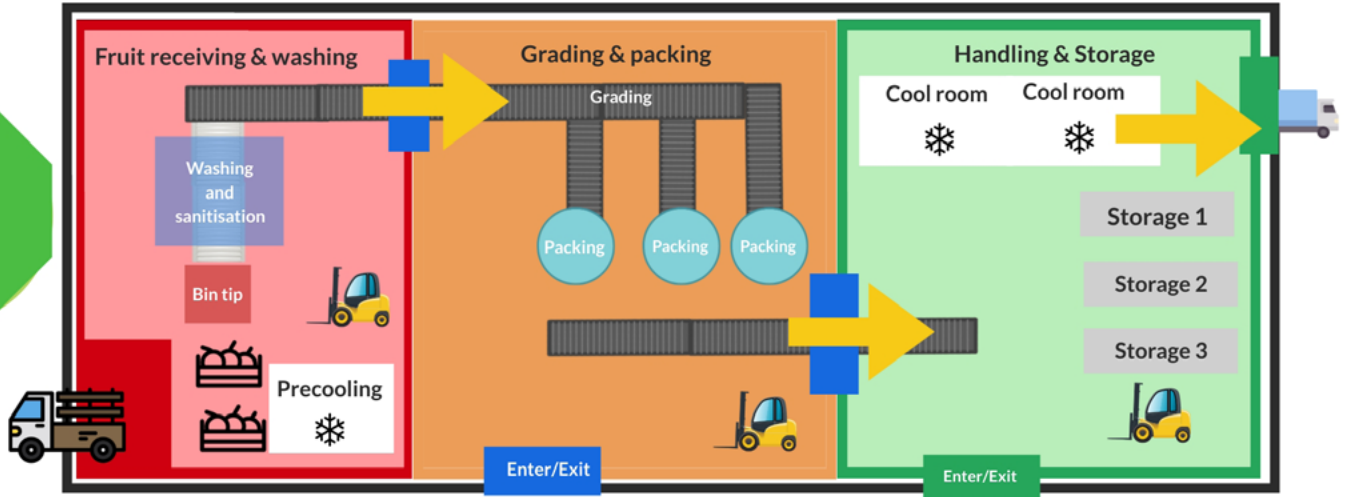 Fruit receiving & washing
Grading & packing
Handling & Storage
Grading
Cool room
Cool room
Washing
and
sanitisation
Bin tip
Packing
Packing
Packing
Storage 1
Storage 2
Storage 3
Precooling
Enter/Exit
Enter/Exit